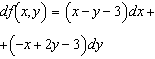 df(x,y) = (x-y-3)dx +
+(-x+2y-3)dy